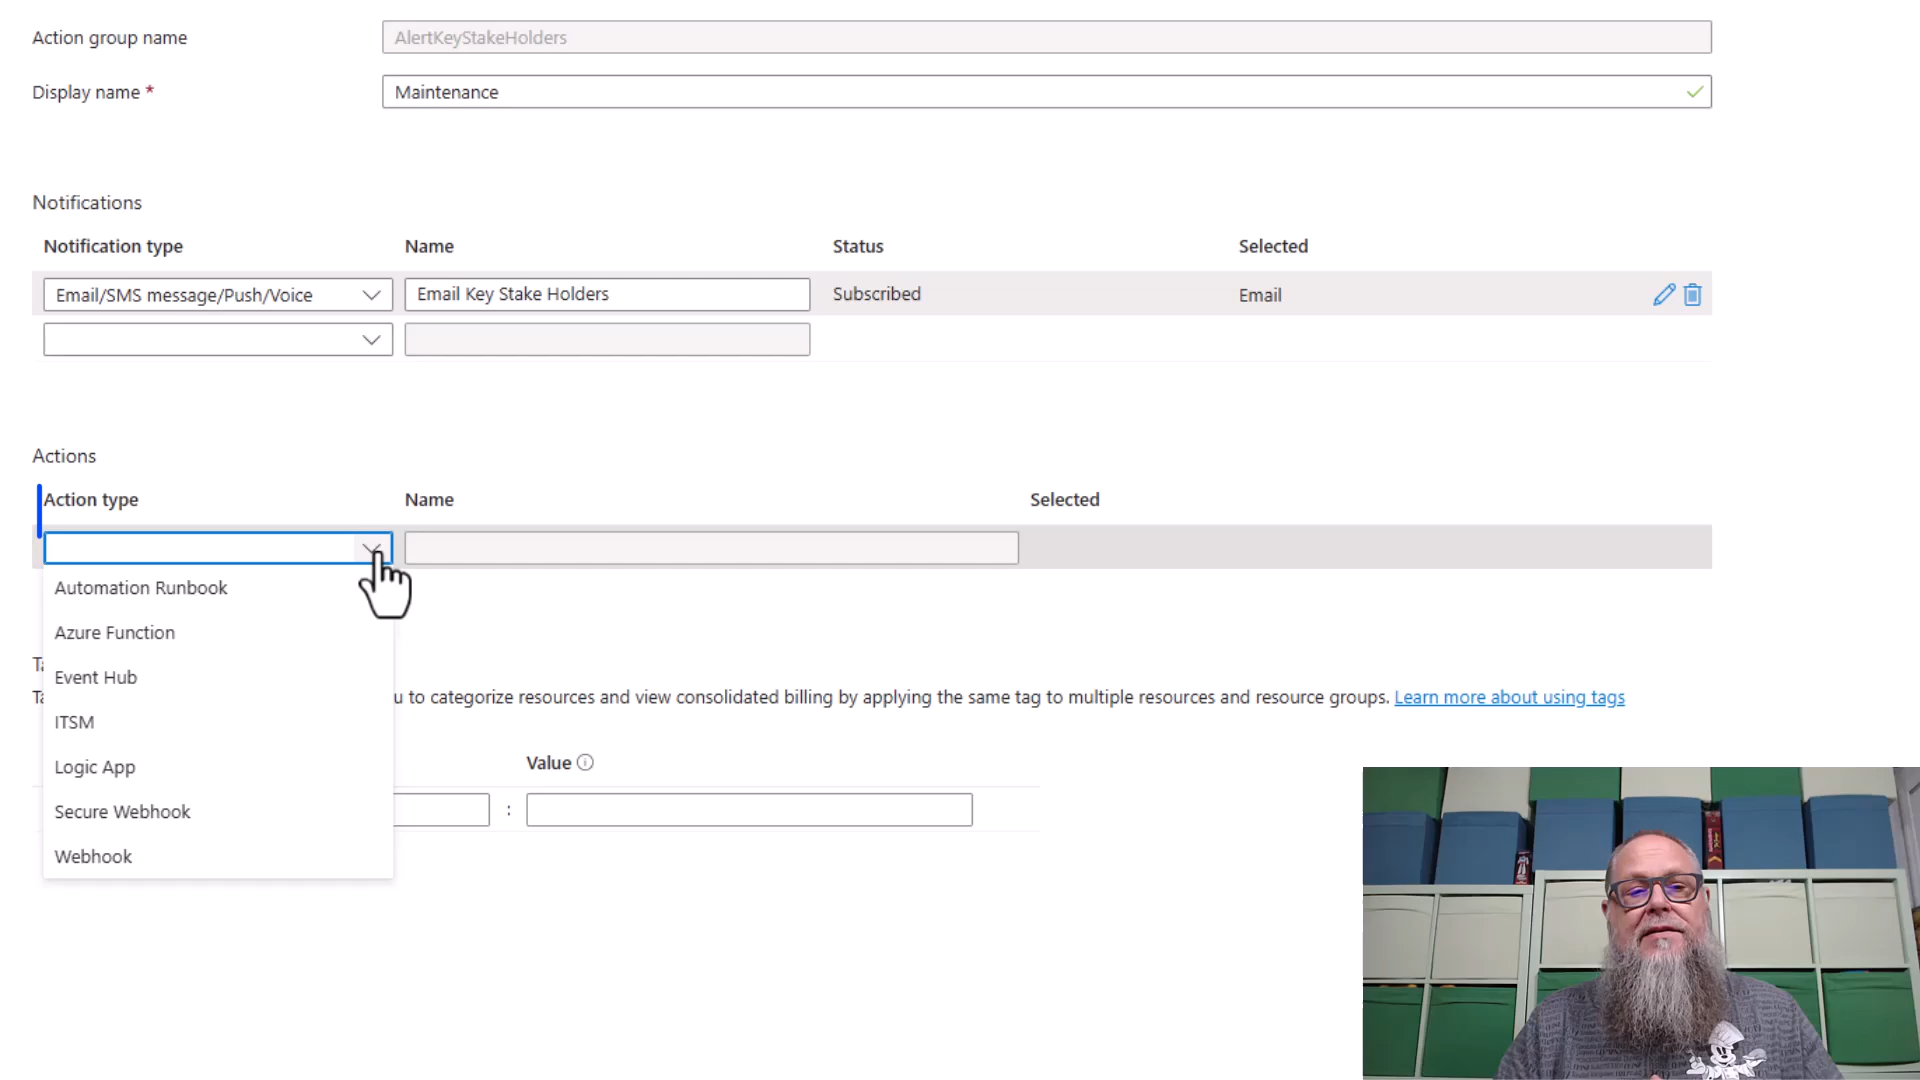 Action group name
AlertKeyStakeHolders
Display name *
Maintenance
Notifications
Notification type Name Status Selected
Email/SMS message/Push/Voice Email Key Stake Holders Subscribed Email
Actions
Action type Name Selected
Automation Runbook
Azure Function
Event Hub
ITSM
Logic App
Secure Webhook
Webhook
Ta
Ta
u to categorize resources and view consolidated billing by applying the same tag to multiple resources and resource groups. Learn more about using tags
Value
: